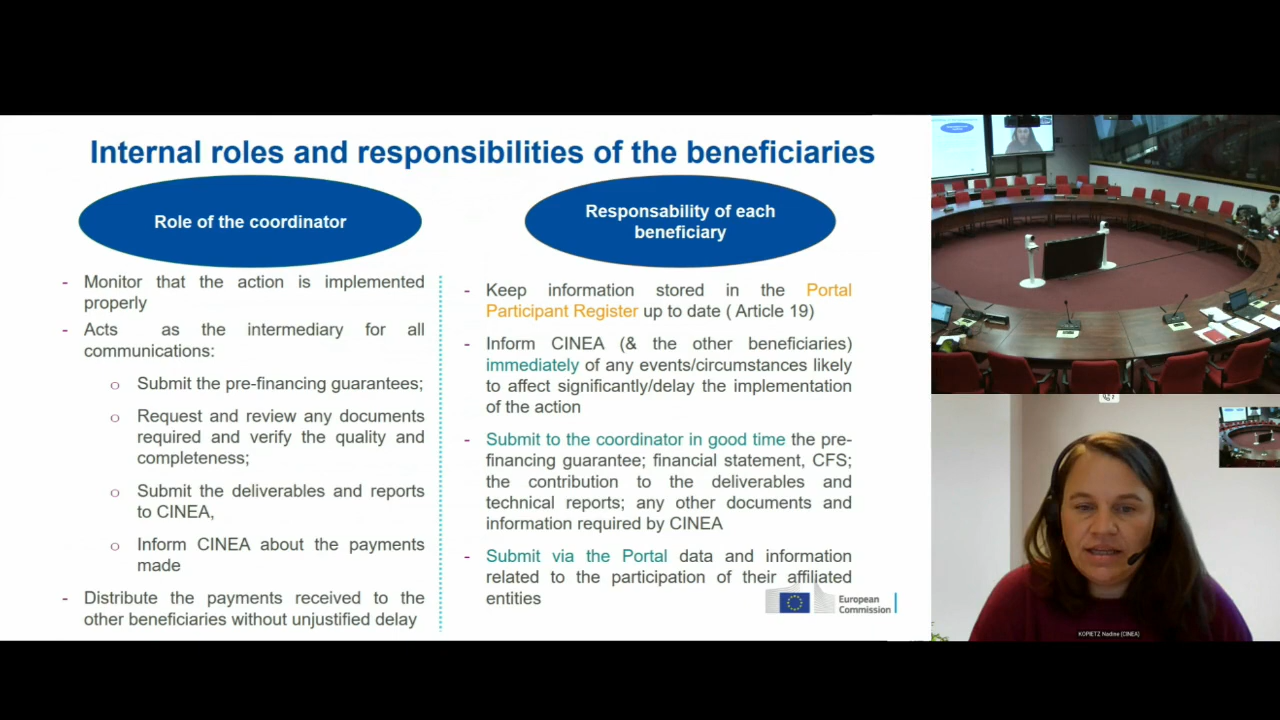 Internal roles and responsibilities of the beneficiaries
Role of the coordinator
- Monitor that the action is implemented
properly
- Acts as the intermediary for all
communications:
o Submit the pre-financing guarantees;
o Request and review any documents
required and verify the quality and
completeness;
o Submit the deliverables and reports
to CINEA,
o Inform CINEA about the payments
made
- Distribute the payments received to the
other beneficiaries without unjustified delay
Responsability of each
beneficiary
- Keep information stored in the Portal
Participant Register up to date ( Article 19)
- Inform CINEA (& the other beneficiaries)
immediately of any events/circumstances likely
to affect significantly/delay the implementation
of the action
- Submit to the coordinator in good time the pre-
financing guarantee; financial statement, CFS;
the contribution to the deliverables and
technical reports; any other documents and
information required by CINEA
- Submit via the Portal data and information
related to the participation of their affiliated
entities
European
Commission
KOPIETZ Nadine (CINEA)